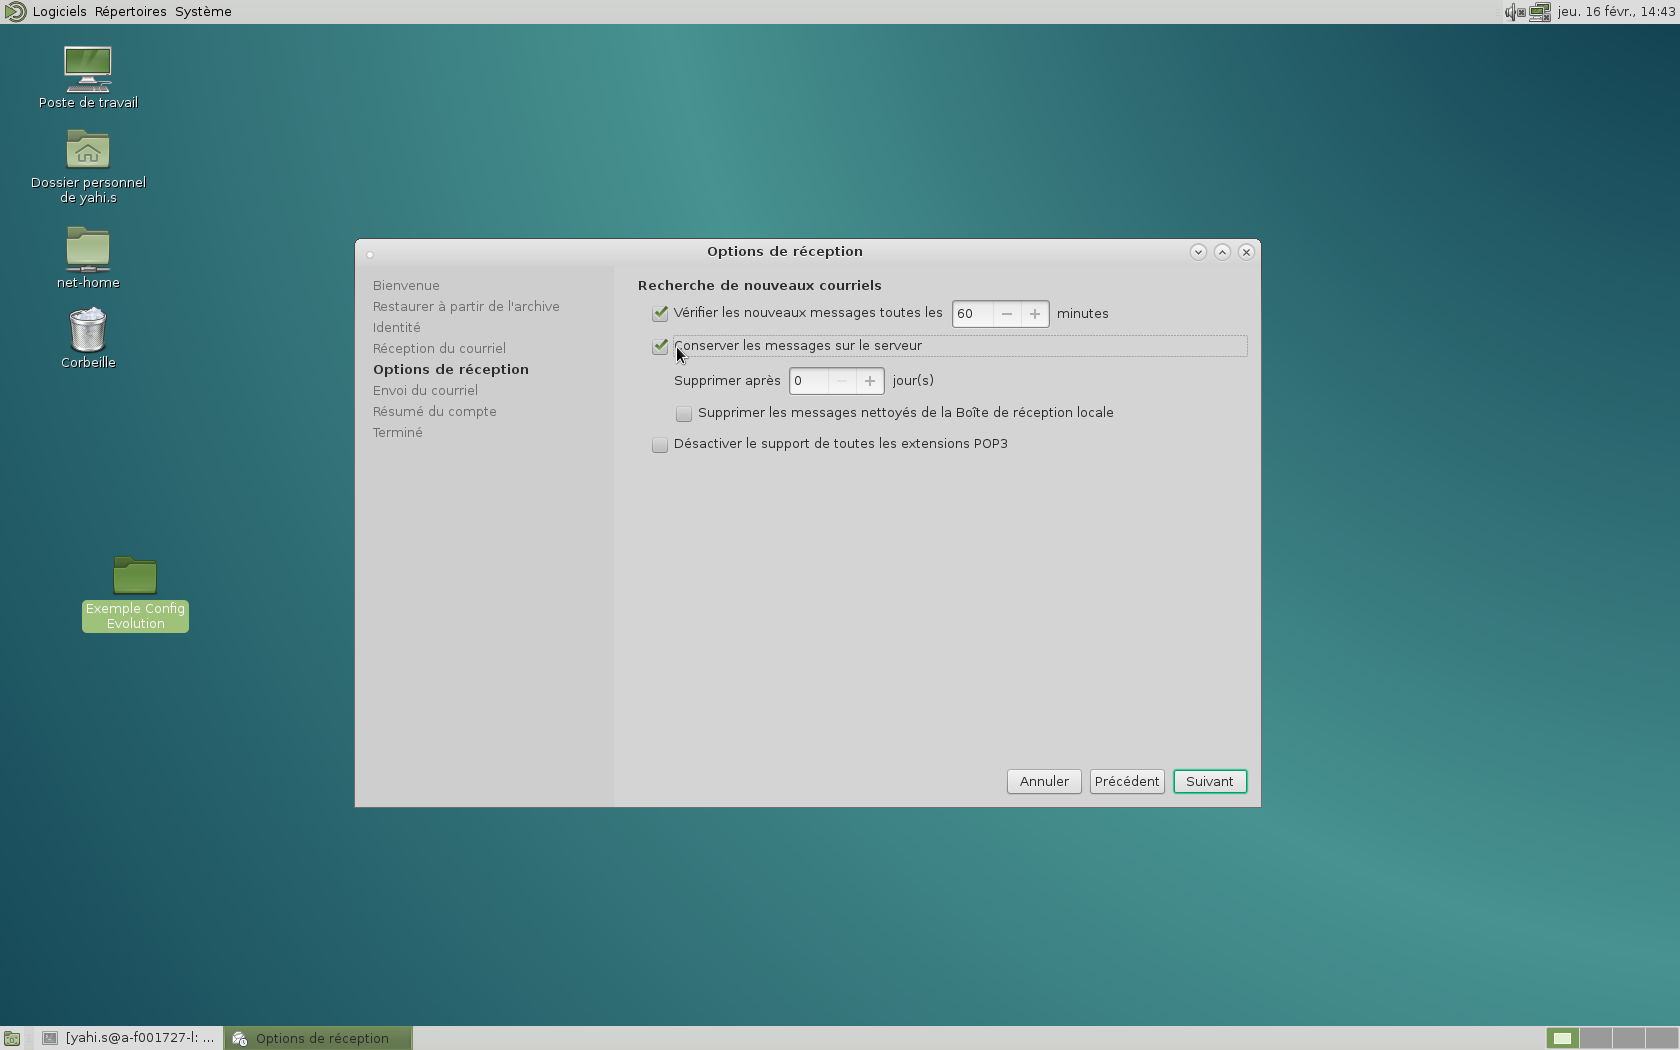 Logiciels Répertoires Système
jeu. 16 févr., 14:43
Poste de travail
Dossier personnel
de yahi.s
net-home
Corbeille
Exemple Config
Evolution
Options de réception
Bienvenue
Restaurer à partir de l'archive
Identité
Réception du courriel
Options de réception
Envoi du courriel
Résumé du compte
Terminé
Recherche de nouveaux courriels
Vérifier les nouveaux messages toutes les 60 minutes
Conserver les messages sur le serveur
Supprimer après 0 jour(s)
Supprimer les messages nettoyés de la Boîte de réception locale
Désactiver le support de toutes les extensions POP3
Annuler Précédent Suivant
[yahi.s@a-f001727-l: ... Options de réception